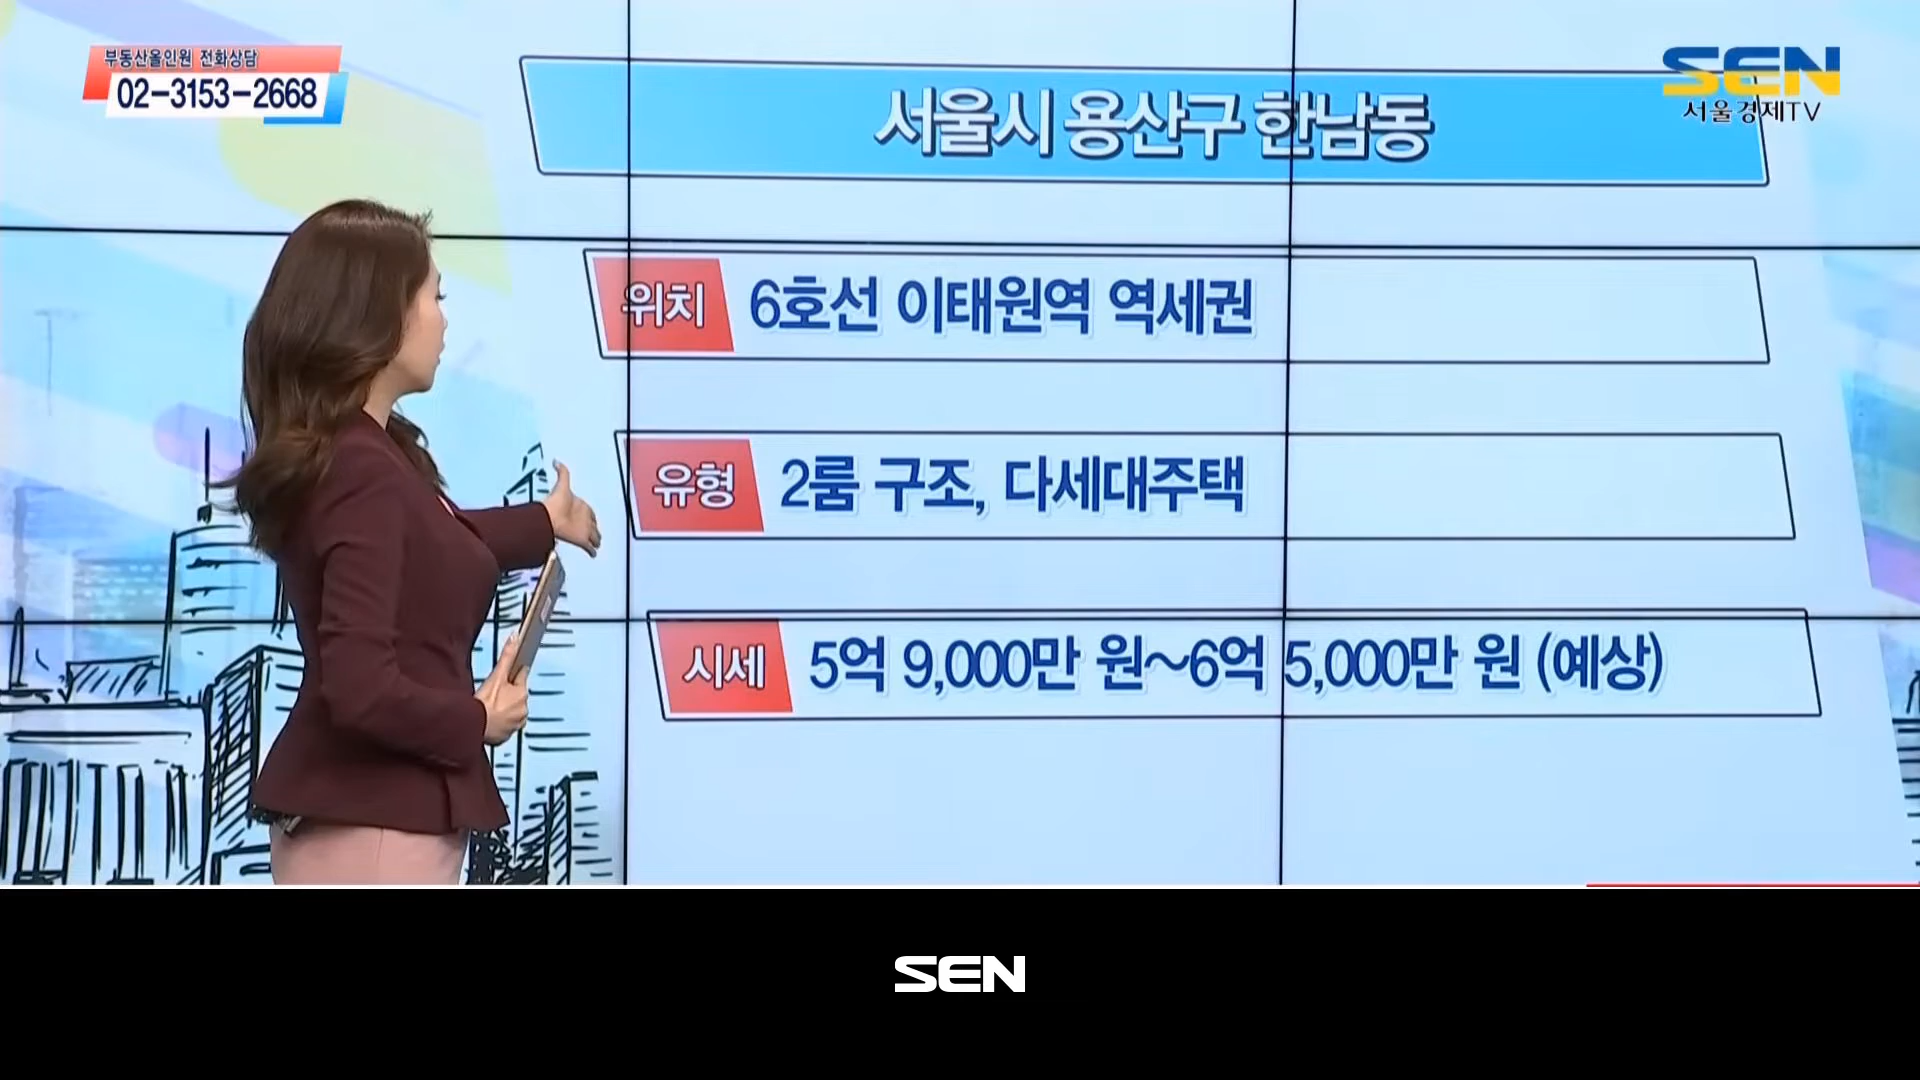 부동산올인원 전화상담
02-3153-2668
SEN
서울경제TV
서울시 용산구 한남동
위치 6호선 이태원역 역세권
유형 2룸 구조, 다세대주택
시세 5억 9,000만 원~6억 5,000만 원 (예상)
SEN